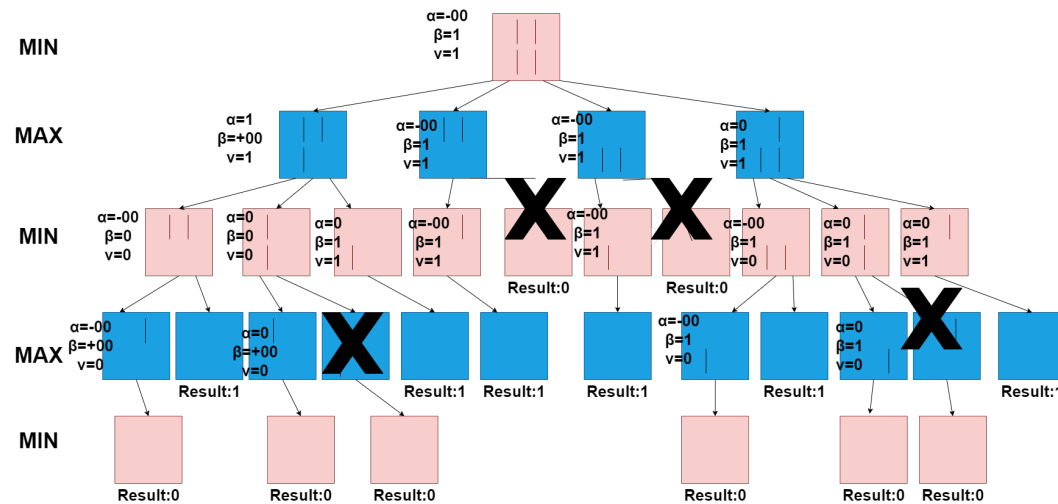 MIN
α=-00
β=1
v=1
MAX
α=1
β=+00
v=1
α=-00
β=1
v=1
α=-00
β=1
v=1
α=0
β=1
v=1
MIN
α=-00
β=0
v=0
α=0
β=0
v=0
α=0
β=1
v=1
α=-00
β=1
v=1
X
Result:0
α=-00
β=1
v=1
X
Result:0
α=-00
β=1
v=0
α=0
β=1
v=0
α=0
β=1
v=1
MAX
α=-00
β=+00
v=0
Result:1
α=0
β=+00
v=0
X
Result:1
Result:1
Result:1
α=-00
β=1
v=0
Result:1
α=0
β=1
v=0
X
Result:1
MIN
Result:0
Result:0
Result:0
Result:0
Result:0
Result:0